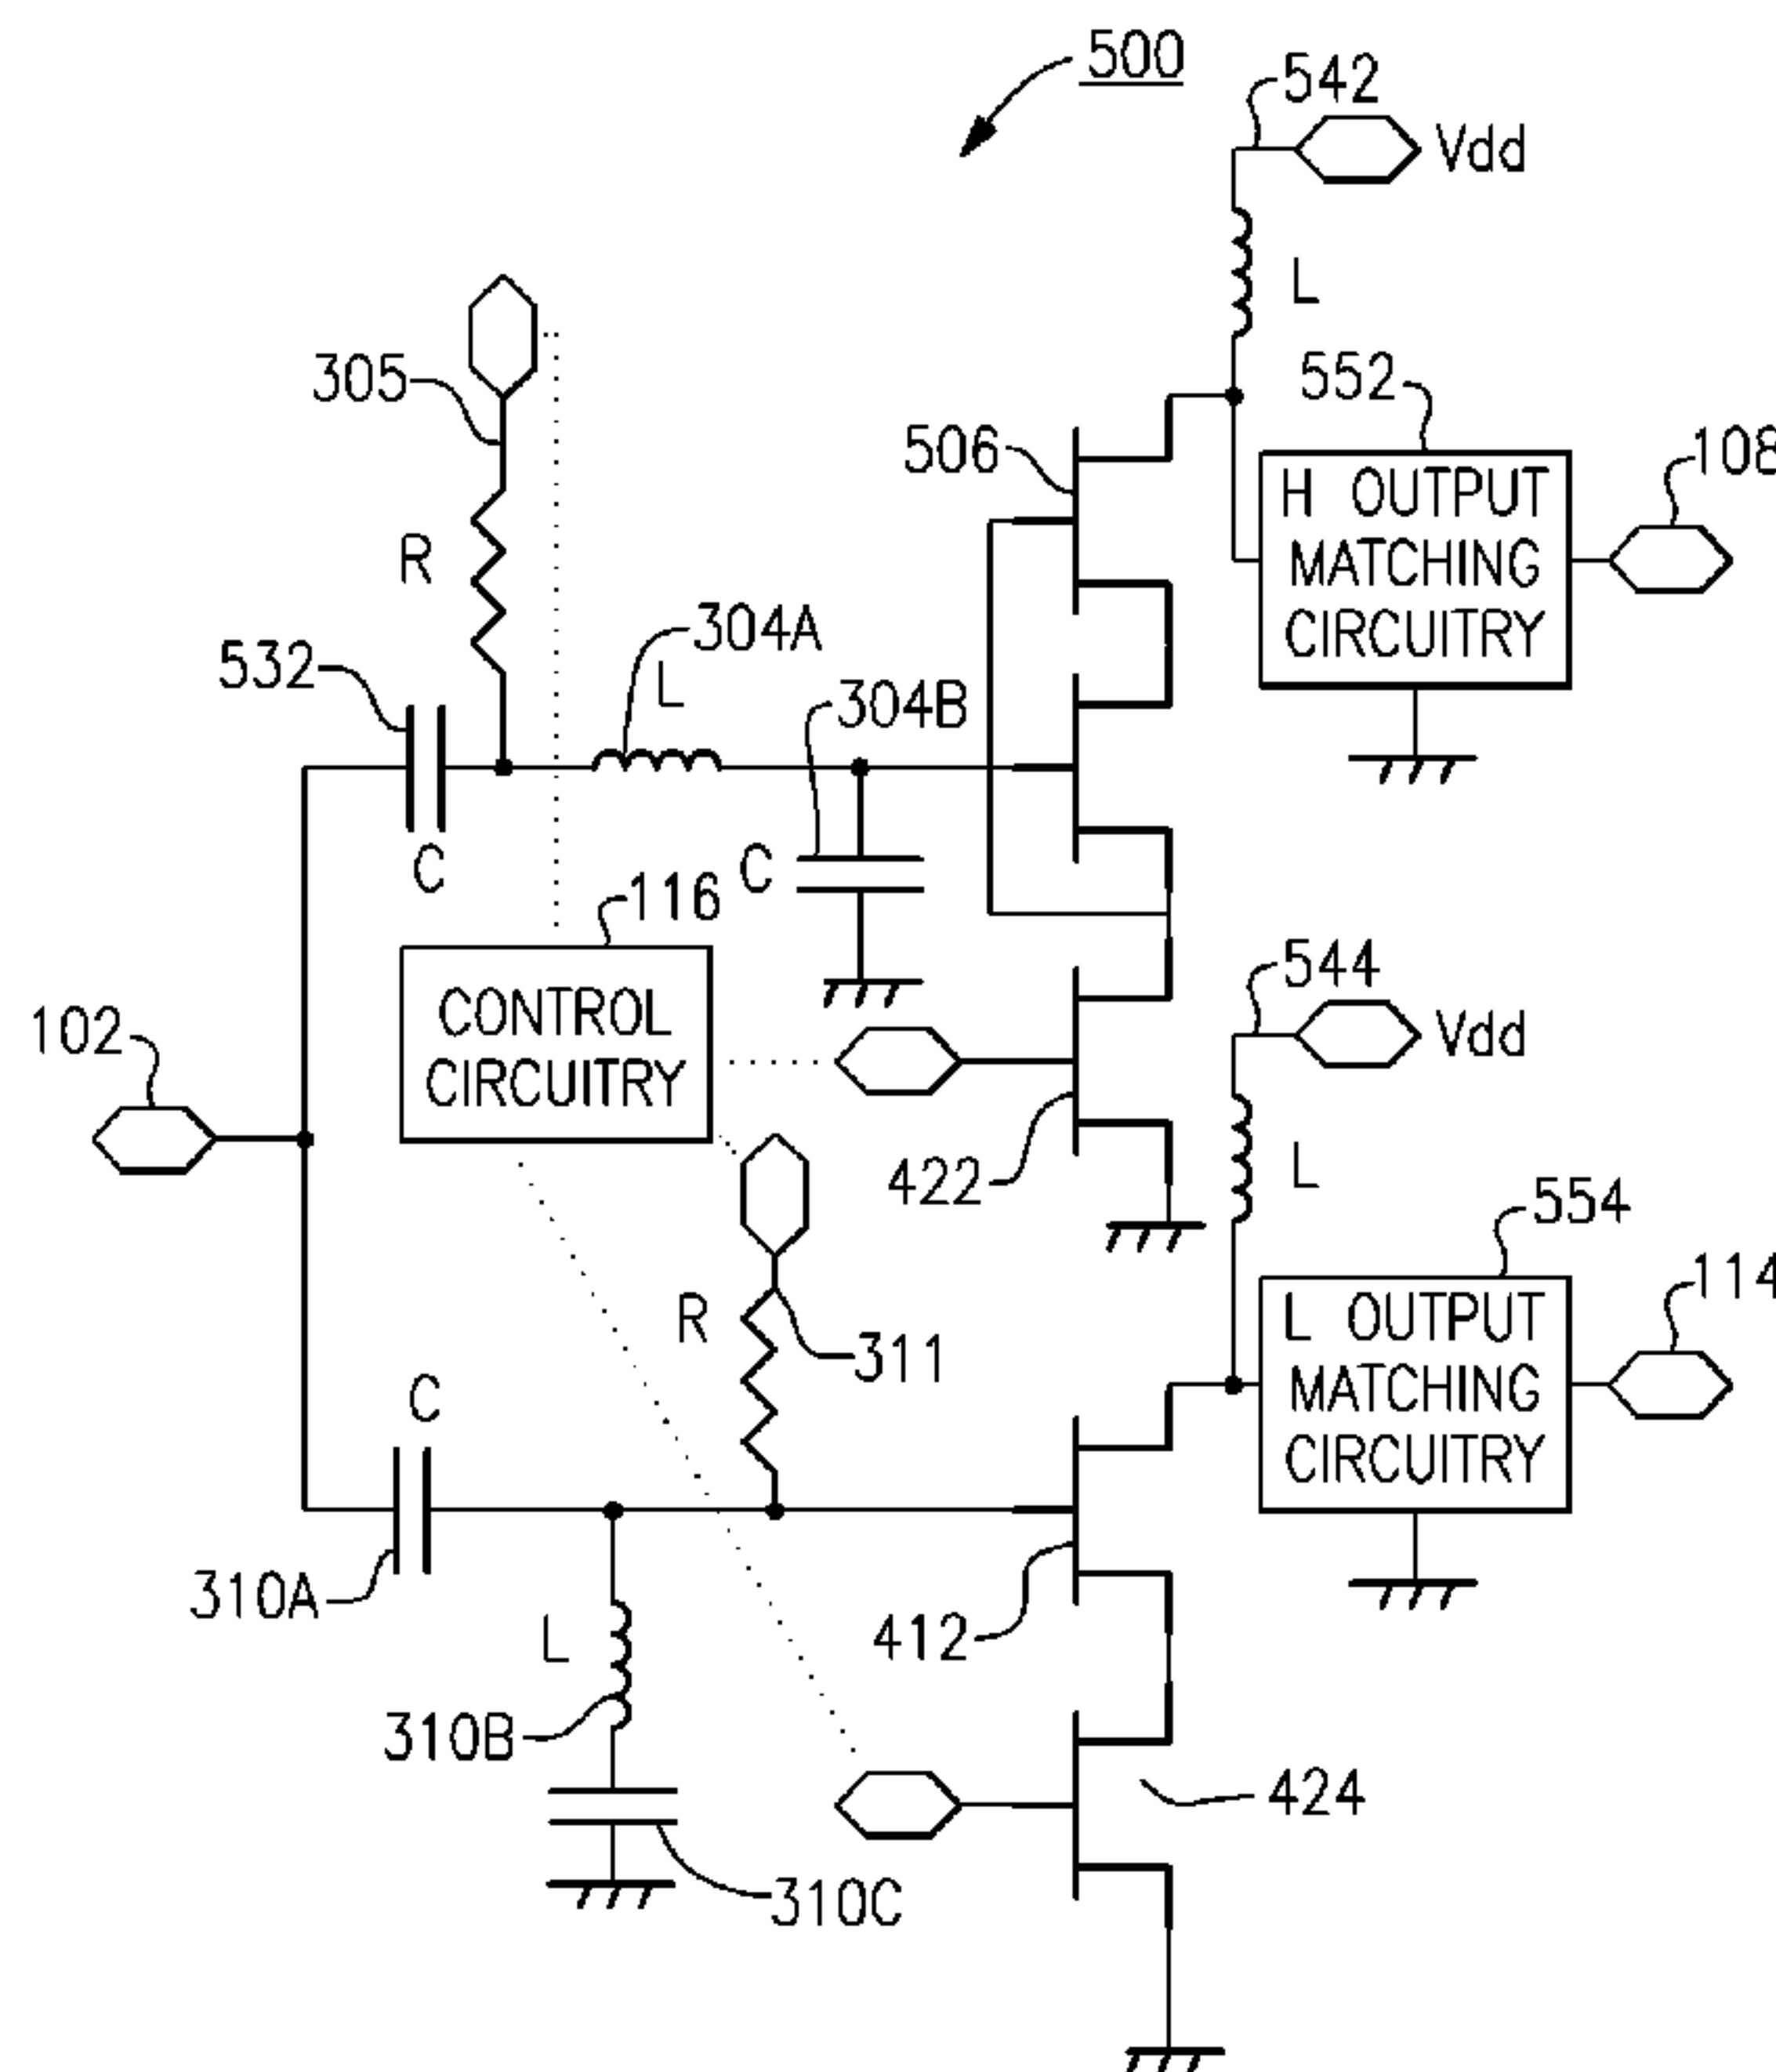 500
542
Vdd
L
305
552
506
108
H OUTPUT
MATCHING
CIRCUITRY
R
304A
532
L
304B
C
C
116
544
CONTROL
CIRCUITRY
102
Vdd
422
L
554
114
R
L OUTPUT
MATCHING
CIRCUITRY
311
C
310A
412
L
310B
424
310C